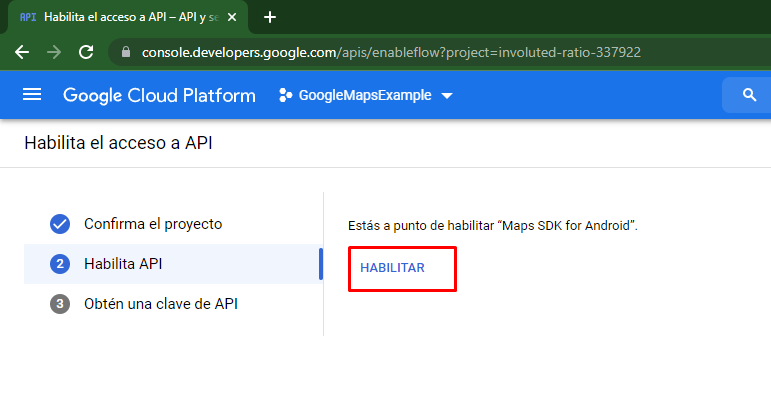 API Habilita el acceso a API – API y se
console.developers.google.com/apis/enableflow?project=involuted-ratio-337922
Google Cloud Platform GoogleMapsExample
Habilita el acceso a API
Confirma el proyecto
2 Habilita API
3 Obtén una clave de API
Estás a punto de habilitar “Maps SDK for Android”.
HABILITAR